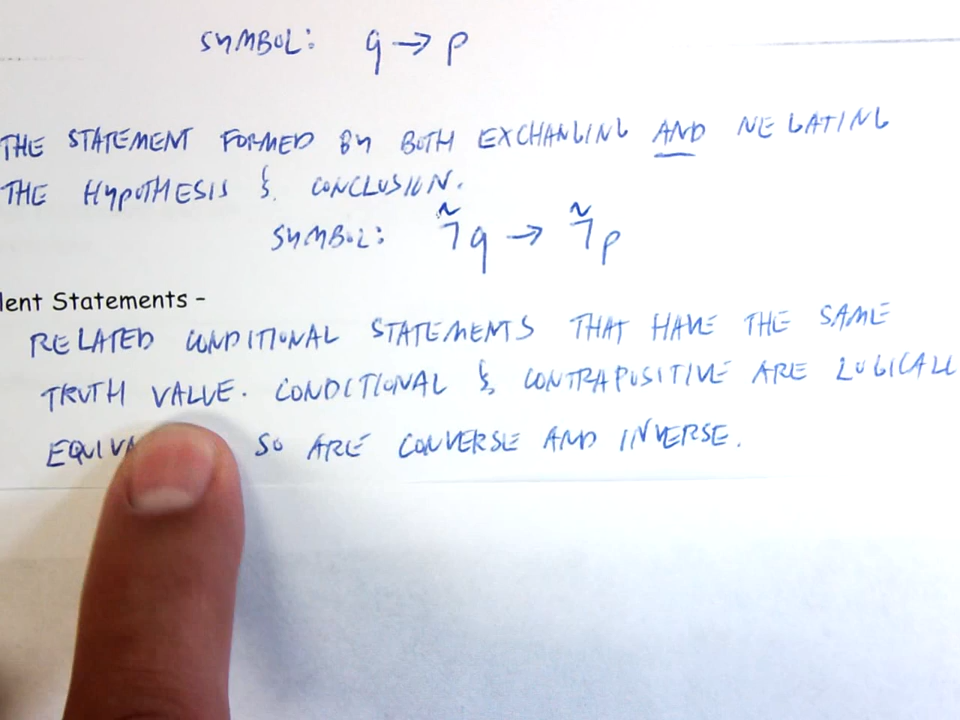 SYMBOL: q → p
THE STATEMENT FORMED BY BOTH EXCHANGING AND NEGATING
THE HYPOTHESIS & CONCLUSION.
SYMBOL: ~¬q → ~¬p
lent Statements -
RELATED CONDITIONAL STATEMENTS THAT HAVE THE SAME
TRUTH VALUE. CONDITIONAL & CONTRAPOSITIVE ARE LOGICALL
EQUIVA SO ARE CONVERSE AND INVERSE.